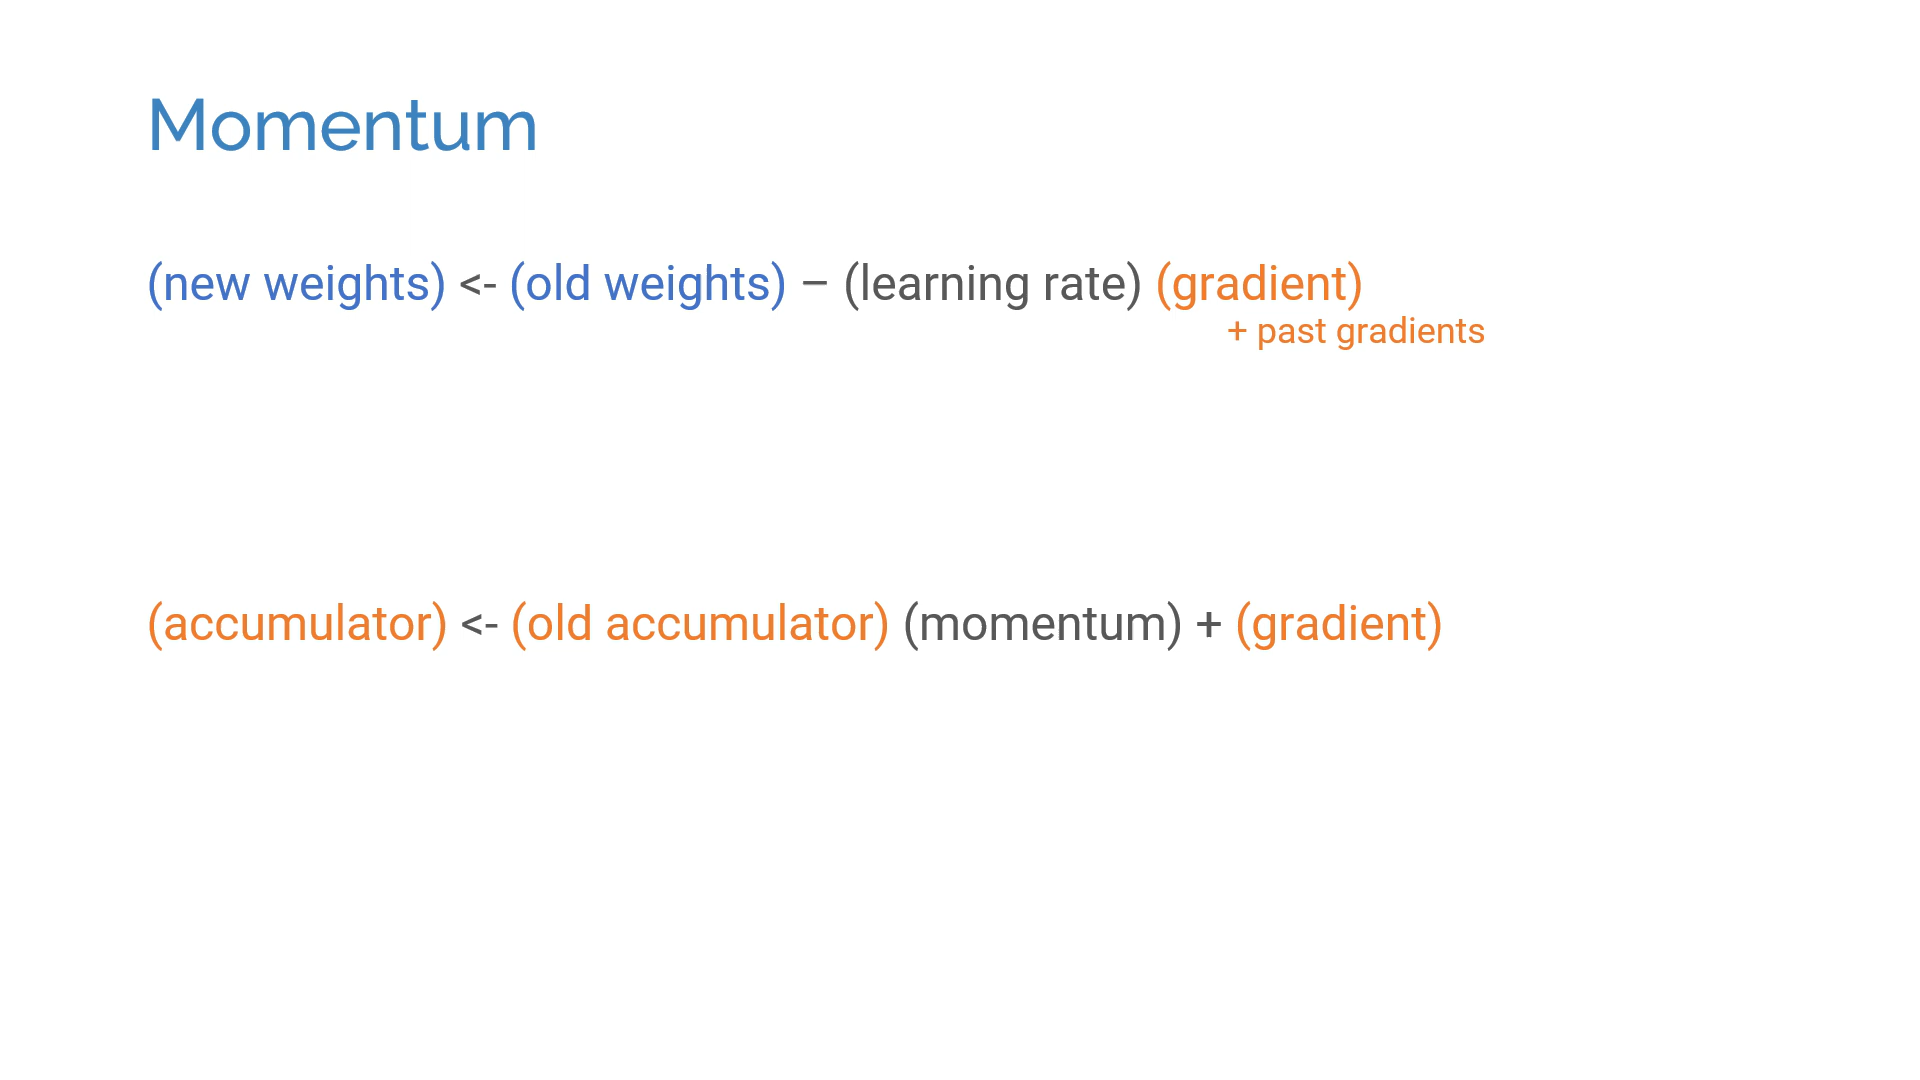 Momentum
(new weights) <- (old weights) – (learning rate) (gradient)
+ past gradients
(accumulator) <- (old accumulator) (momentum) + (gradient)